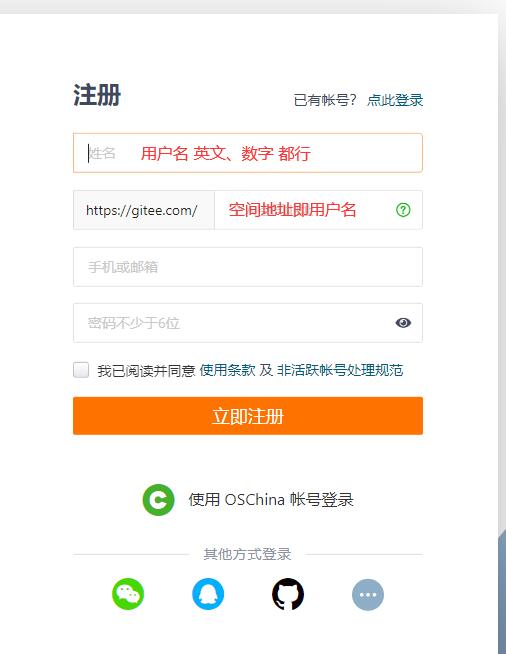 注册
已有帐号? 点此登录
姓名 用户名 英文、数字 都行
https://gitee.com/ 空间地址即用户名
手机或邮箱
密码不少于6位
我已阅读并同意 使用条款 及 非活跃帐号处理规范
立即注册
使用 OSChina 帐号登录
其他方式登录